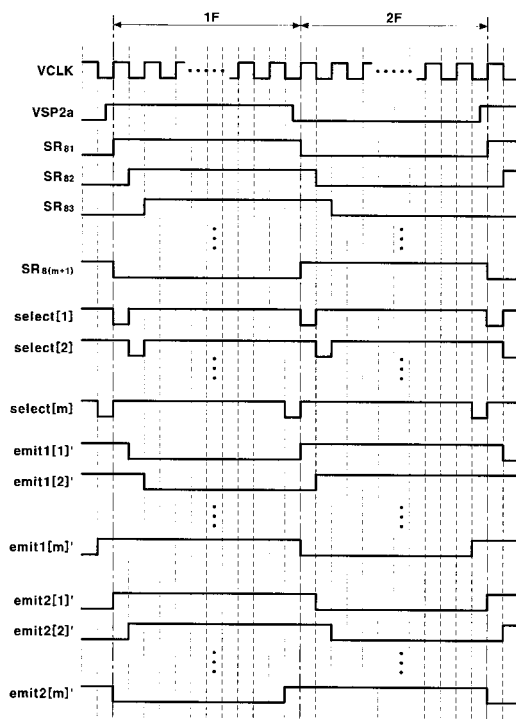 1F 2F
VCLK
VSP2a
SR81
SR82
SR83
SR8(m+1)
select[1]
select[2]
select[m]
emit1[1]'
emit1[2]'
emit1[m]'
emit2[1]'
emit2[2]'
emit2[m]'